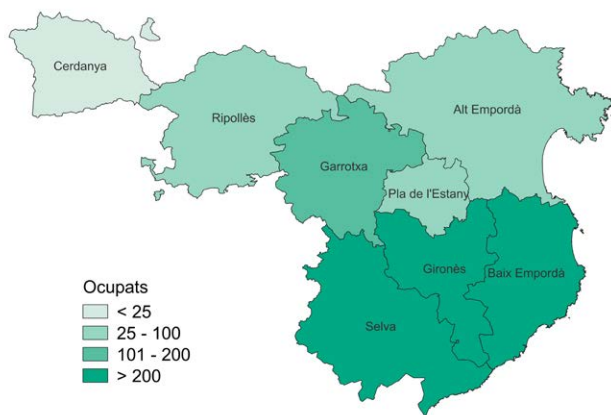 Cerdanya
Ripollès
Alt Empordà
Garrotxa
Pla de l'Estany
Gironès
Baix Empordà
Selva
Ocupats
< 25
25 - 100
101 - 200
> 200